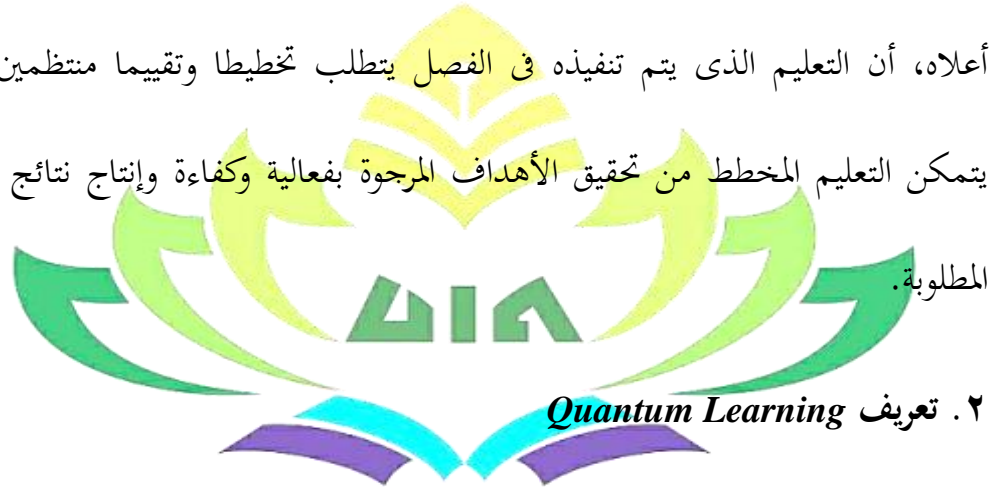 أعلاه، أن التعليم الذى يتم تنفيذه فى الفصل يتطلب تخطيطا وتقييما منتظمين
يتمكن التعليم المخطط من تحقيق الأهداف المرجوة بفعالية وكفاءة وإنتاج نتائج
المطلوبة.
٢. تعريف Quantum Learning